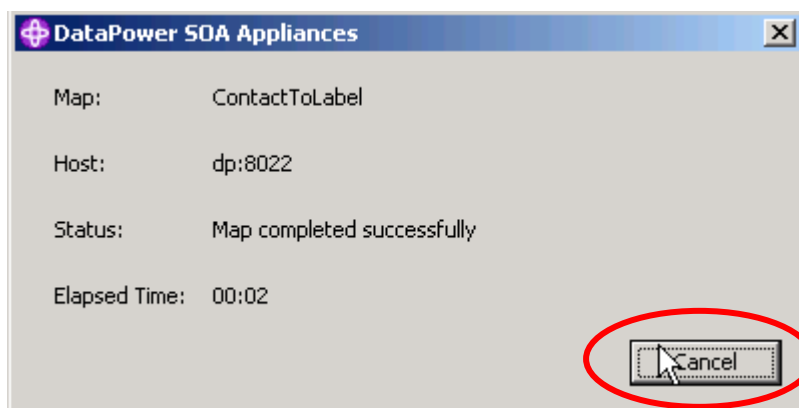 DataPower SOA Appliances
Map: ContactToLabel
Host: dp:8022
Status: Map completed successfully
Elapsed Time: 00:02
Cancel